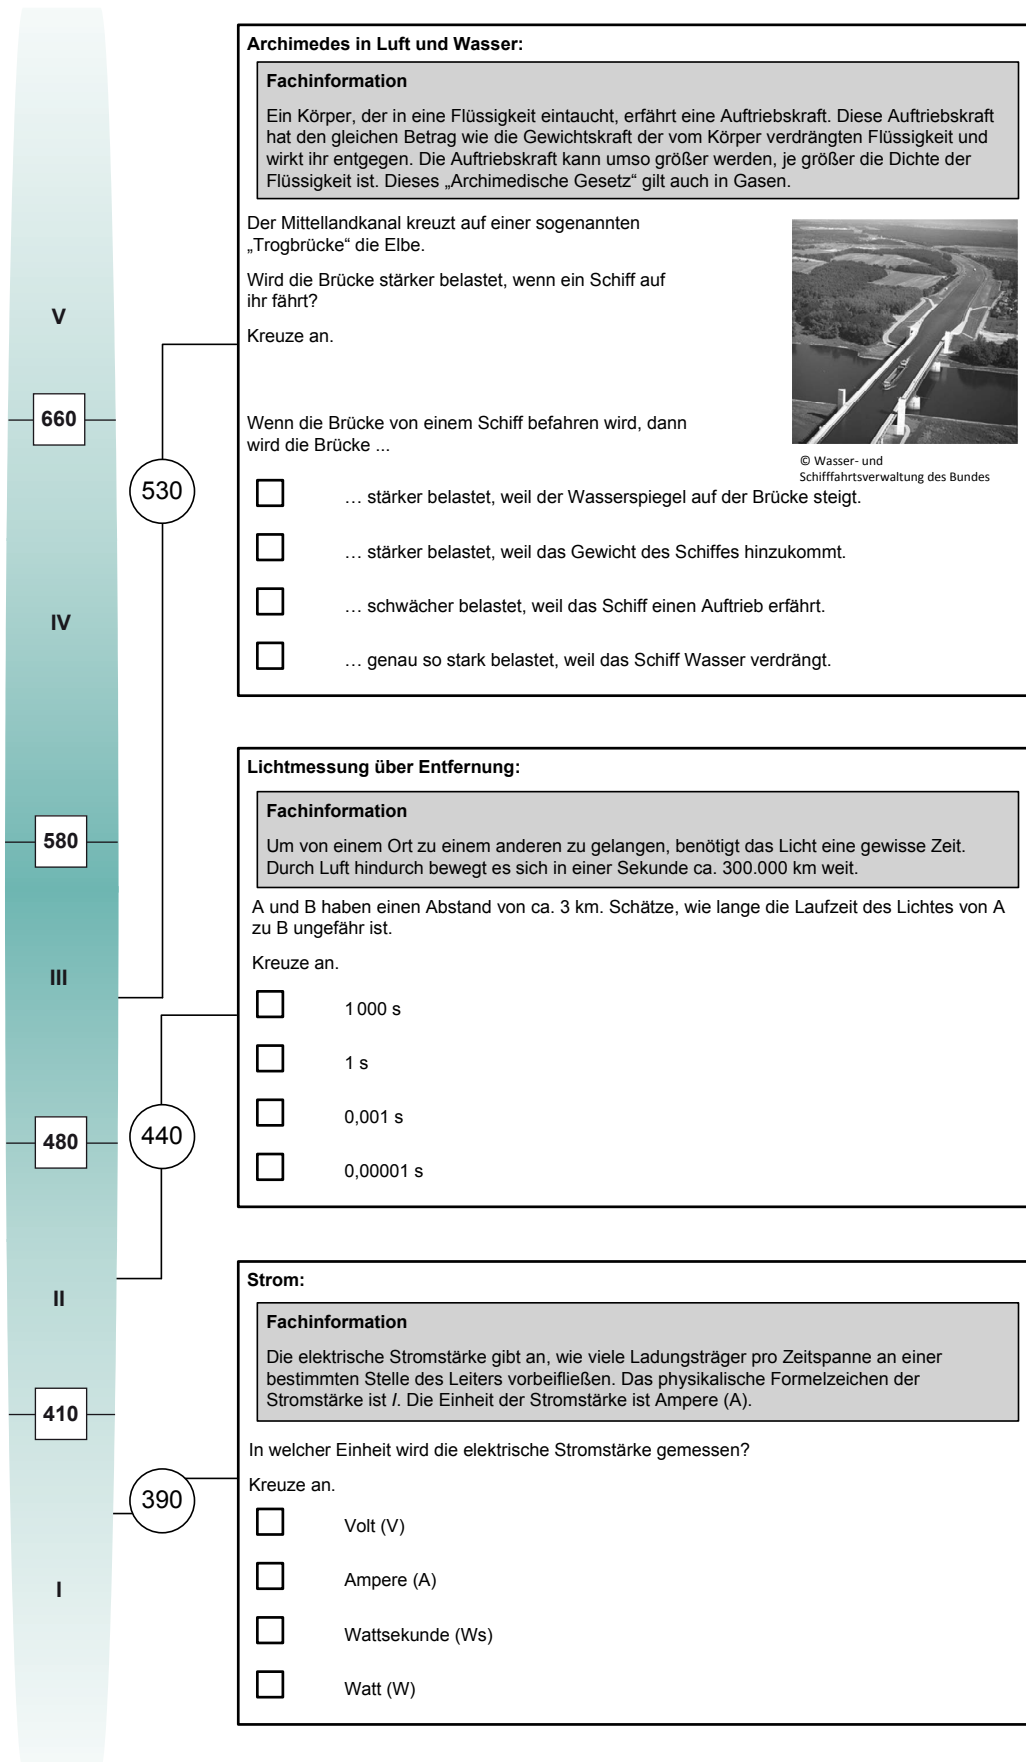 Archimedes in Luft und Wasser:
Fachinformation
Ein Körper, der in eine Flüssigkeit eintaucht, erfährt eine Auftriebskraft. Diese Auftriebskraft
hat den gleichen Betrag wie die Gewichtskraft der vom Körper verdrängten Flüssigkeit und
wirkt ihr entgegen. Die Auftriebskraft kann umso größer werden, je größer die Dichte der
Flüssigkeit ist. Dieses „Archimedische Gesetz“ gilt auch in Gasen.
Der Mittellandkanal kreuzt auf einer sogenannten
„Trogbrücke“ die Elbe.
Wird die Brücke stärker belastet, wenn ein Schiff auf
ihr fährt?
Kreuze an.
Wenn die Brücke von einem Schiff befahren wird, dann
wird die Brücke ...
© Wasser- und
Schifffahrtsverwaltung des Bundes
… stärker belastet, weil der Wasserspiegel auf der Brücke steigt.
… stärker belastet, weil das Gewicht des Schiffes hinzukommt.
… schwächer belastet, weil das Schiff einen Auftrieb erfährt.
… genau so stark belastet, weil das Schiff Wasser verdrängt.
V
660
530
IV
580
III
480
440
II
410
390
I
Lichtmessung über Entfernung:
Fachinformation
Um von einem Ort zu einem anderen zu gelangen, benötigt das Licht eine gewisse Zeit.
Durch Luft hindurch bewegt es sich in einer Sekunde ca. 300.000 km weit.
A und B haben einen Abstand von ca. 3 km. Schätze, wie lange die Laufzeit des Lichtes von A
zu B ungefähr ist.
Kreuze an.
1 000 s
1 s
0,001 s
0,00001 s
Strom:
Fachinformation
Die elektrische Stromstärke gibt an, wie viele Ladungsträger pro Zeitspanne an einer
bestimmten Stelle des Leiters vorbeifließen. Das physikalische Formelzeichen der
Stromstärke ist I. Die Einheit der Stromstärke ist Ampere (A).
In welcher Einheit wird die elektrische Stromstärke gemessen?
Kreuze an.
Volt (V)
Ampere (A)
Wattsekunde (Ws)
Watt (W)